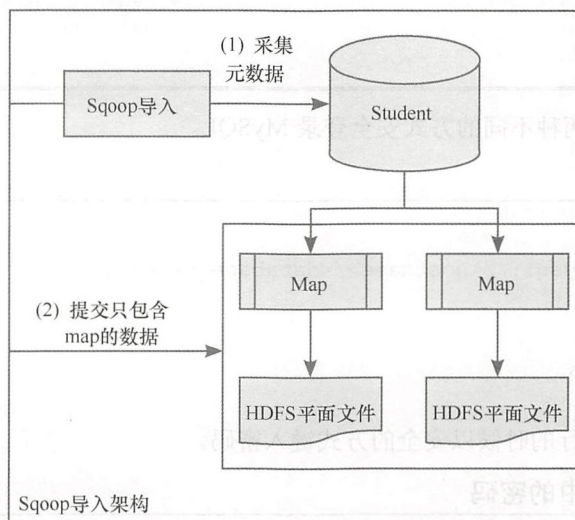 (1) 采集
元数据
Sqoop导入
Student
Map
Map
(2) 提交只包含
map的数据
HDFS平面文件
HDFS平面文件
Sqoop导入架构